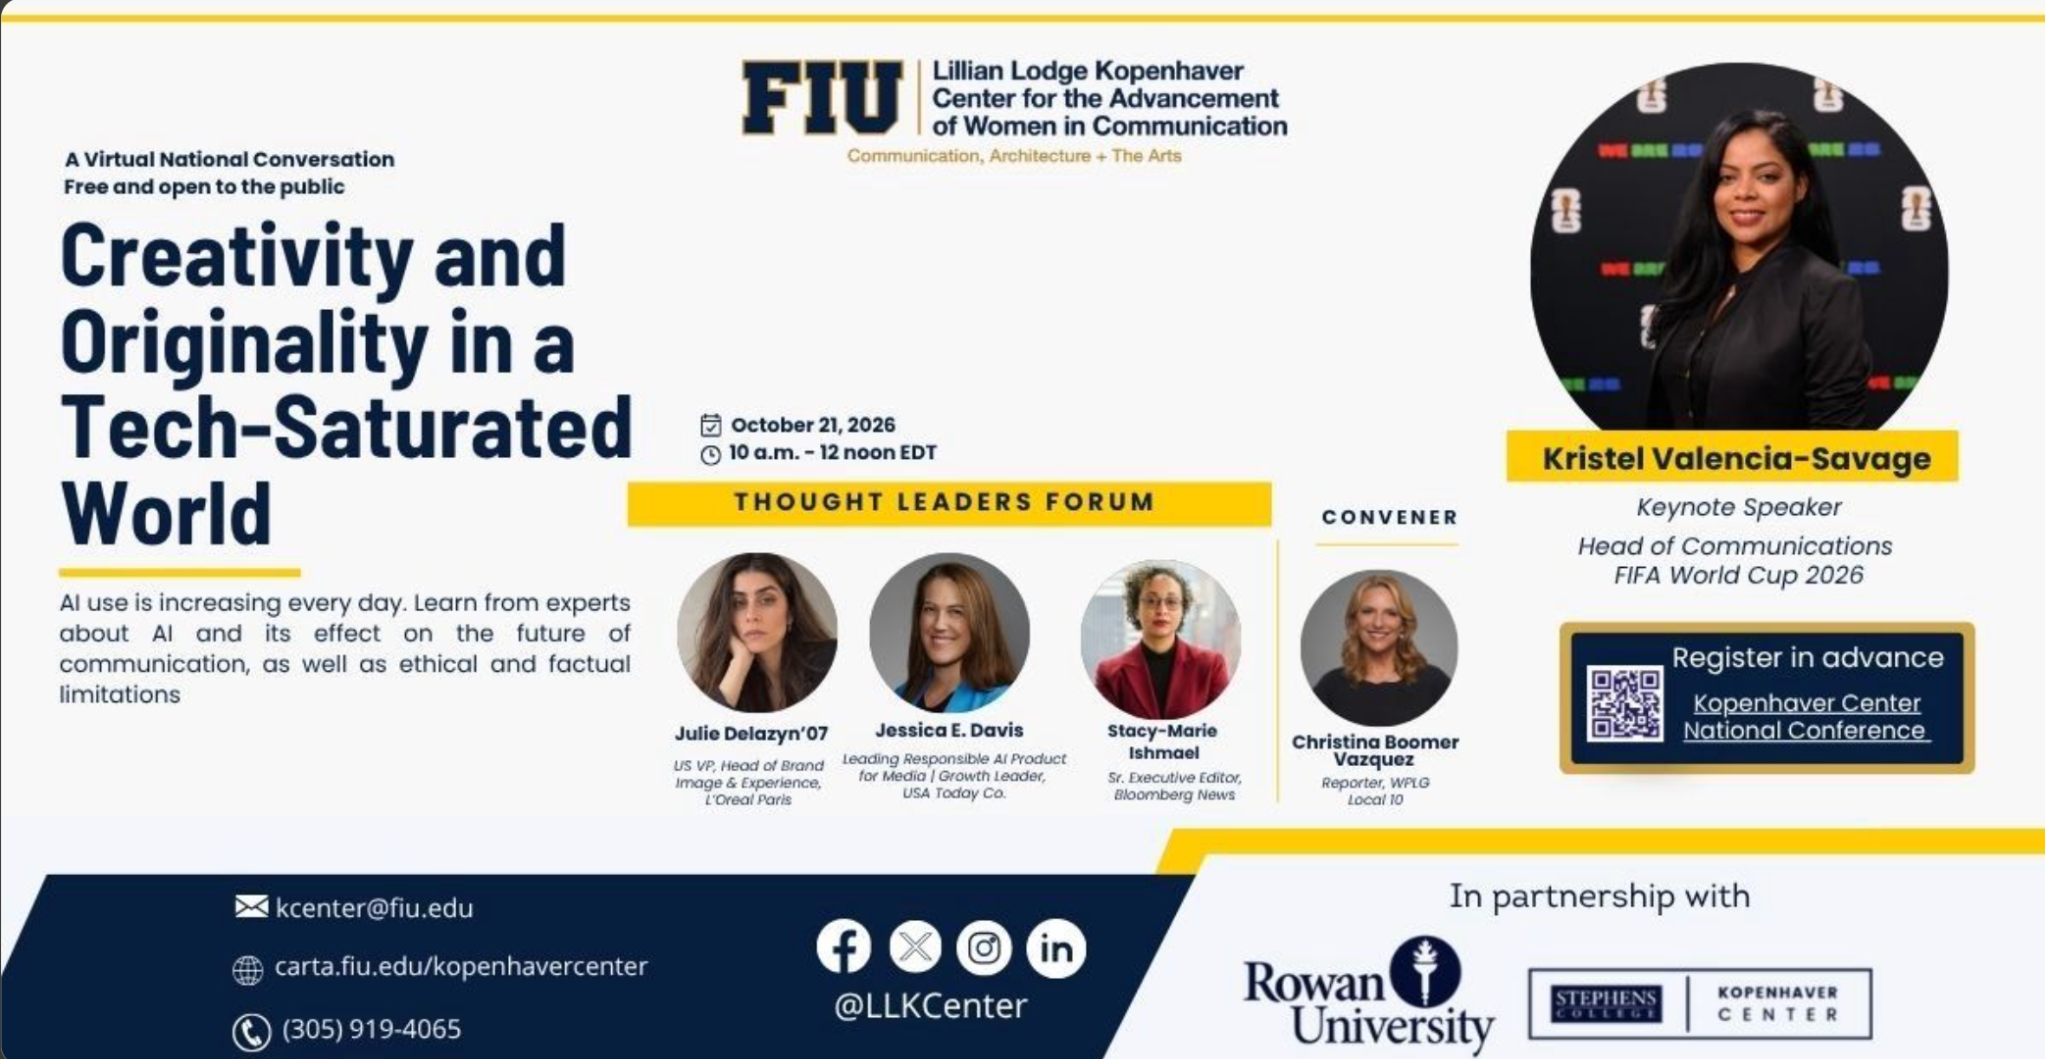 FIU
Lillian Lodge Kopenhaver
Center for the Advancement
of Women in Communication
Communication, Architecture + The Arts
A Virtual National Conversation
Free and open to the public
Creativity and
Originality in a
Tech-Saturated
World
AI use is increasing every day. Learn from experts
about AI and its effect on the future of
communication, as well as ethical and factual
limitations
October 21, 2026
10 a.m. - 12 noon EDT
THOUGHT LEADERS FORUM
Julie Delazyn'07
US VP, Head of Brand
Image & Experience,
L'Oreal Paris
Jessica E. Davis
Leading Responsible AI Product
for Media | Growth Leader,
USA Today Co.
Stacy-Marie
Ishmael
Sr. Executive Editor,
Bloomberg News
CONVENER
Christina Boomer
Vazquez
Reporter, WPLG
Local 10
WE ARE
Kristel Valencia-Savage
Keynote Speaker
Head of Communications
FIFA World Cup 2026
Register in advance
Kopenhaver Center
National Conference
kcenter@fiu.edu
carta.fiu.edu/kopenhavercenter
(305) 919-4065
@LLKCenter
In partnership with
Rowan
University
STEPHENS
COLLEGE
KOPENHAVER
CENTER